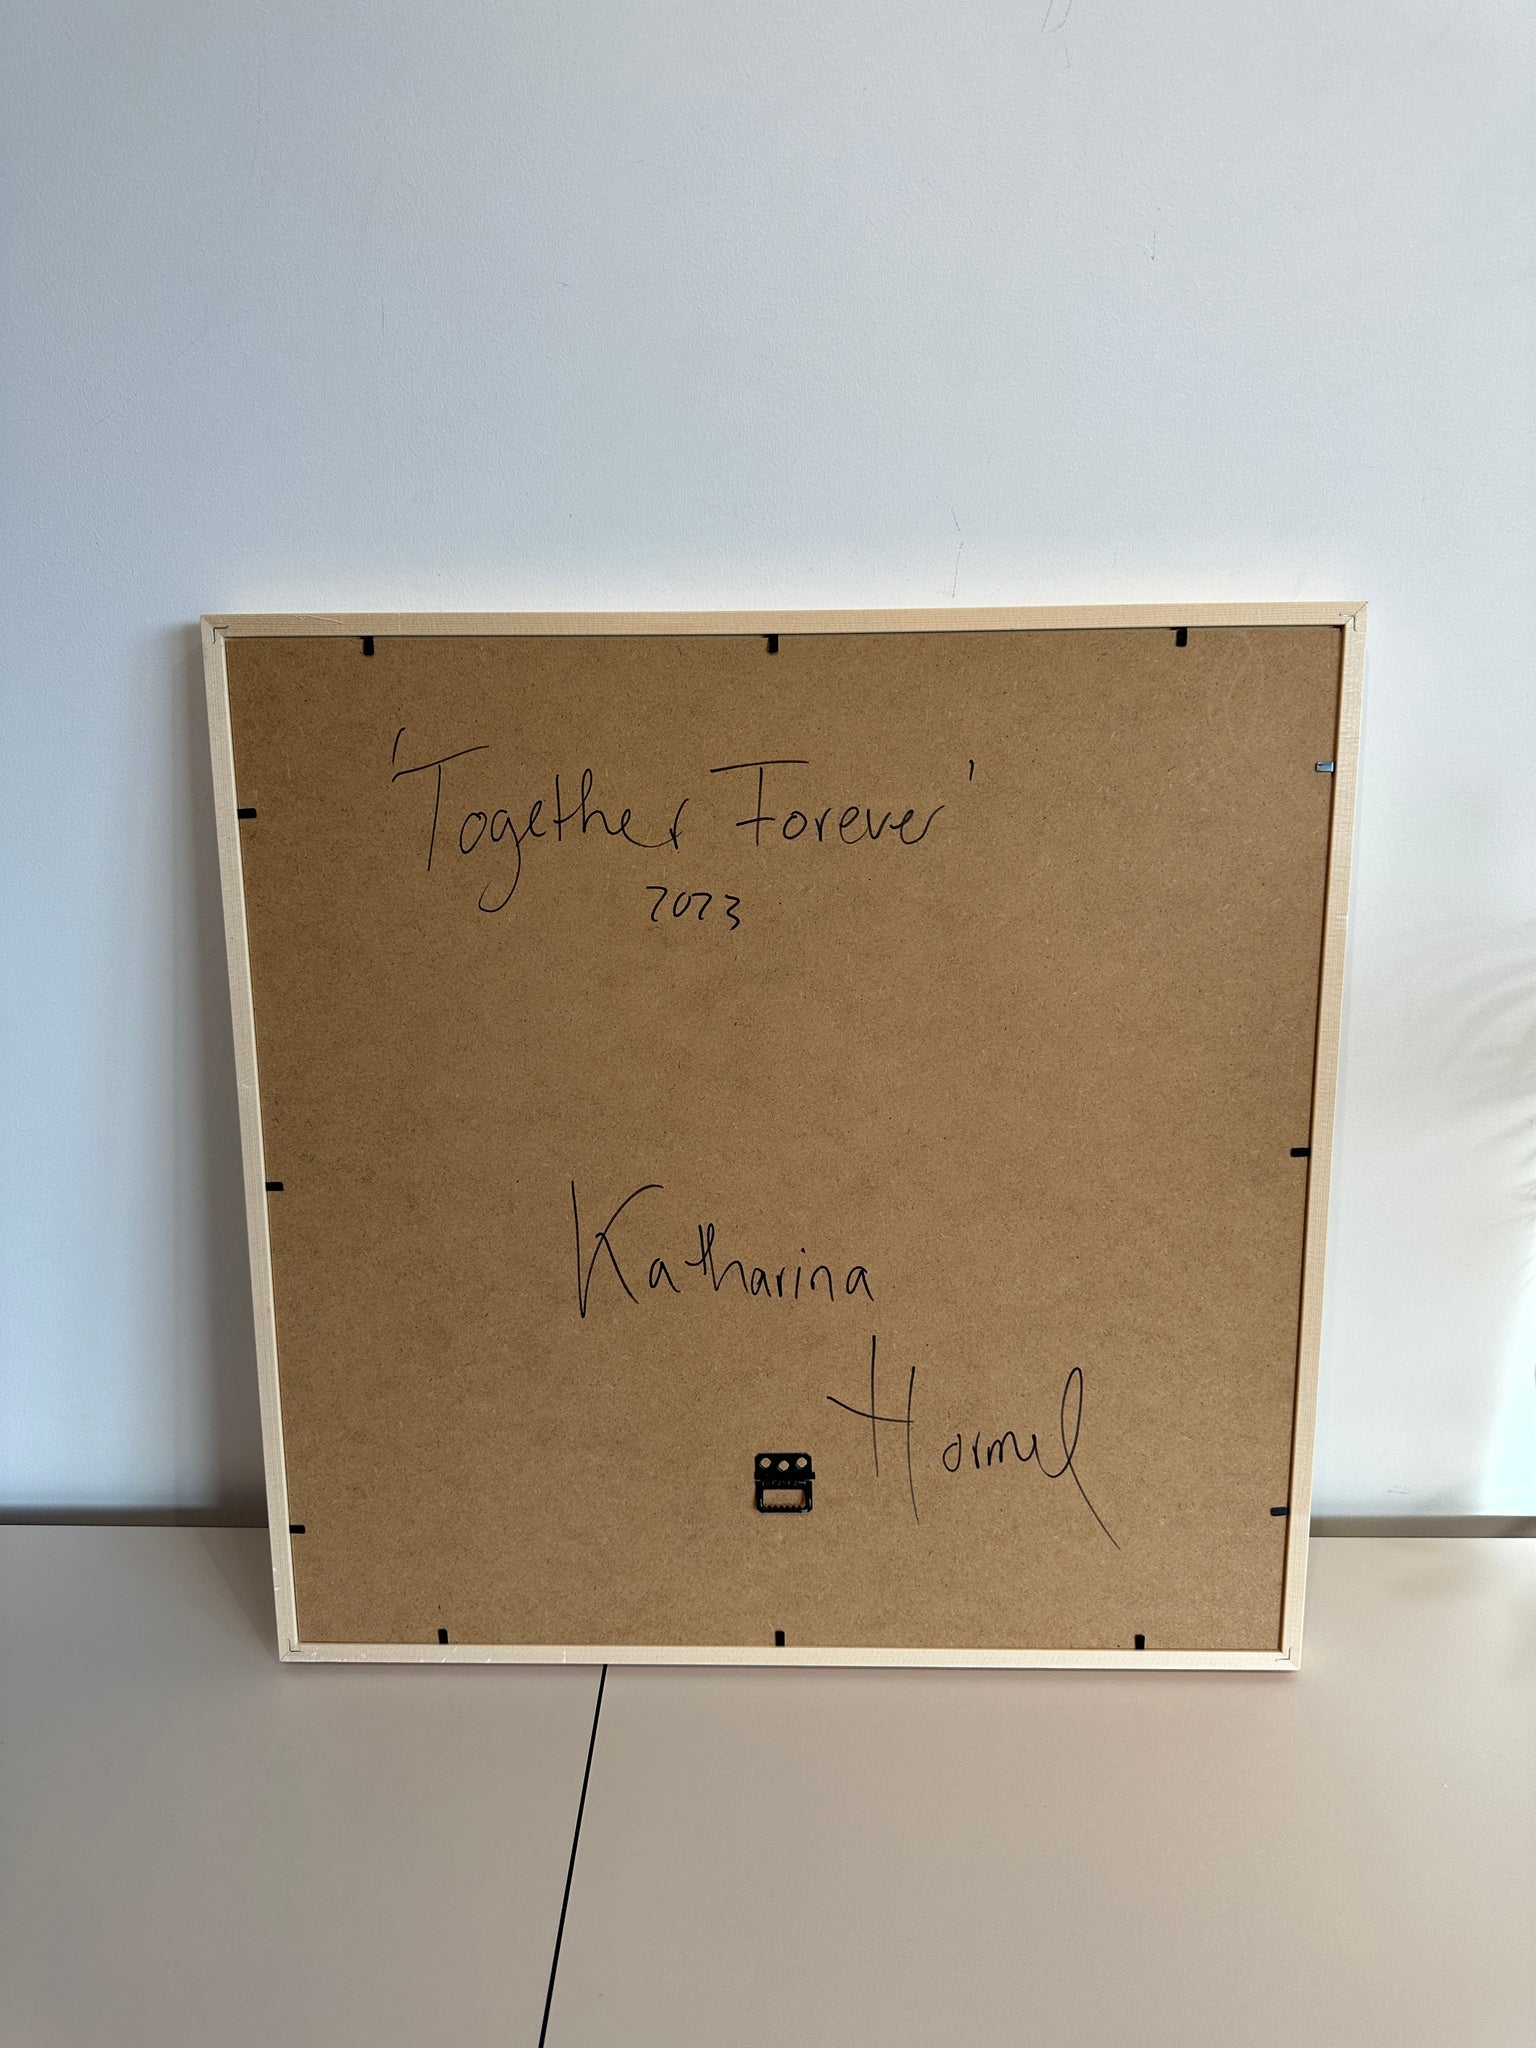 'Together Forever'
2023
Katharina
Hormel